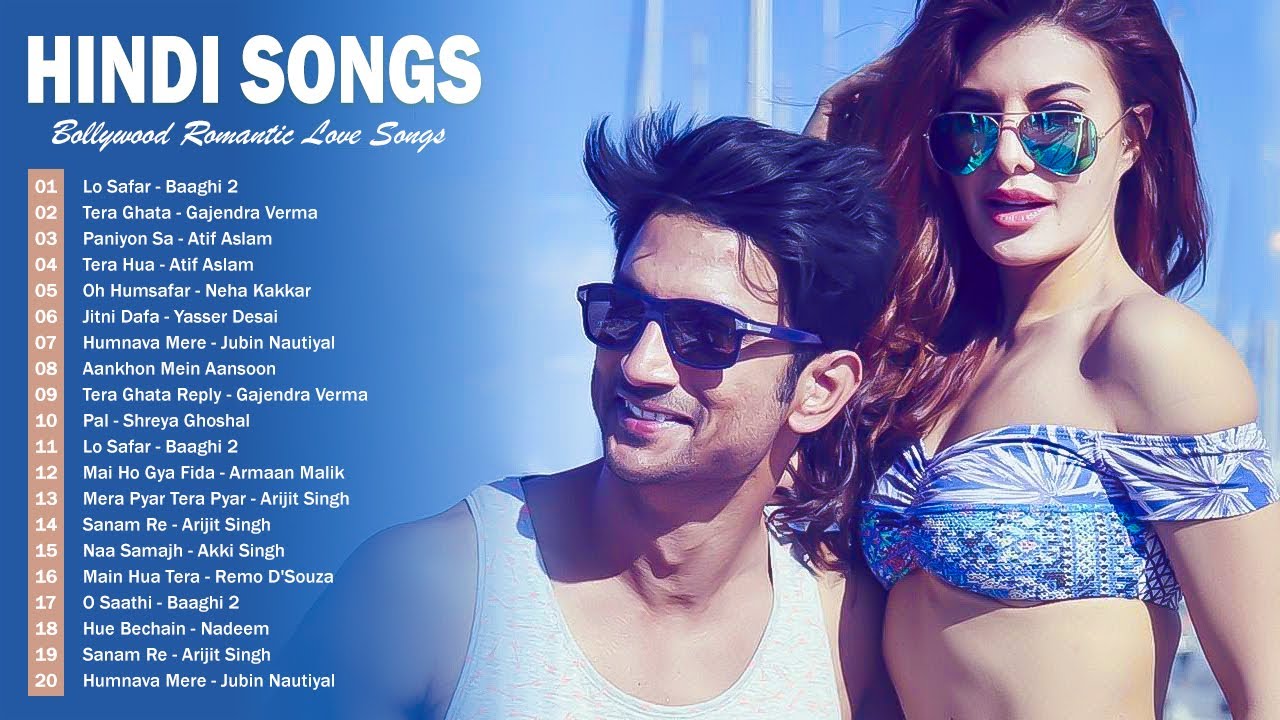 HINDI SONGS
Bollywood Romantic Love Songs
01 Lo Safar - Baaghi 2
02 Tera Ghata - Gajendra Verma
03 Paniyon Sa - Atif Aslam
04 Tera Hua - Atif Aslam
05 Oh Humsafar - Neha Kakkar
06 Jitni Dafa - Yasser Desai
07 Humnava Mere - Jubin Nautiyal
08 Aankhon Mein Aansoon
09 Tera Ghata Reply - Gajendra Verma
10 Pal - Shreya Ghoshal
11 Lo Safar - Baaghi 2
12 Mai Ho Gya Fida - Armaan Malik
13 Mera Pyar Tera Pyar - Arijit Singh
14 Sanam Re - Arijit Singh
15 Naa Samajh - Akki Singh
16 Main Hua Tera - Remo D'Souza
17 O Saathi - Baaghi 2
18 Hue Bechain - Nadeem
19 Sanam Re - Arijit Singh
20 Humnava Mere - Jubin Nautiyal